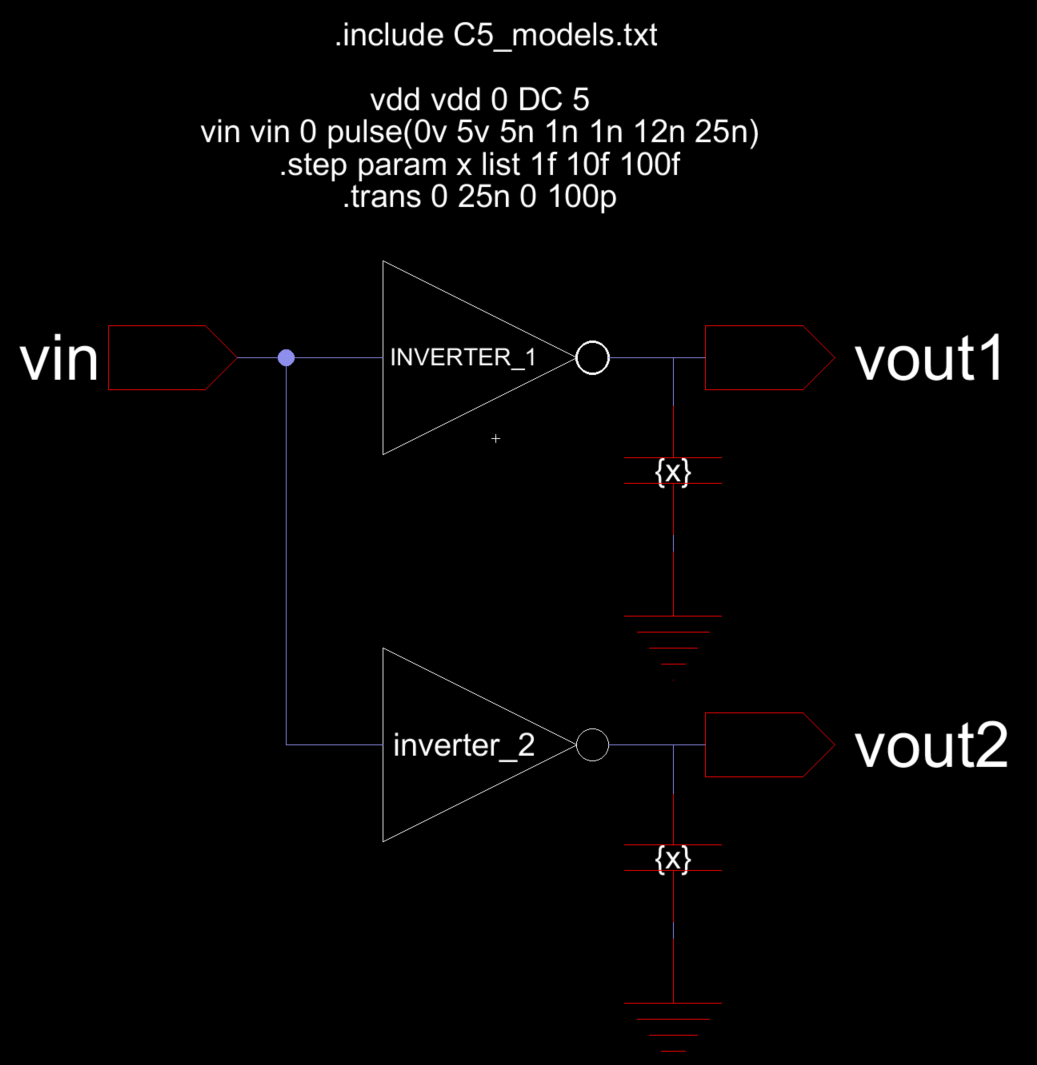 .include C5_models.txt
vdd vdd 0 DC 5
vin vin 0 pulse(0v 5v 5n 1n 1n 12n 25n)
.step param x list 1f 10f 100f
.trans 0 25n 0 100p
vin
INVERTER_1
vout1
{x}
inverter_2
vout2
{x}